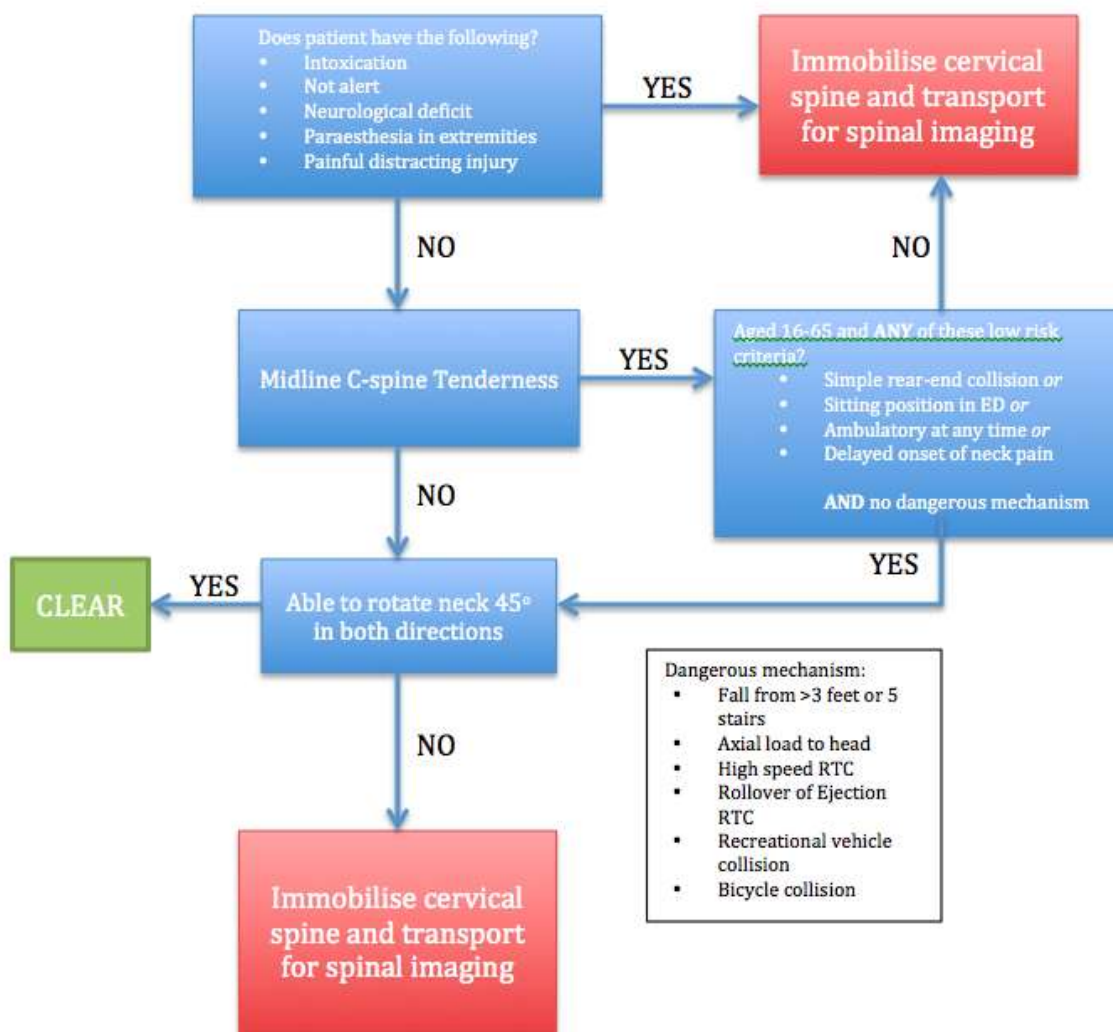 Does patient have the following?
• Intoxication
• Not alert
• Neurological deficit
• Paraesthesia in extremities
• Painful distracting injury
YES
Immobilise cervical
spine and transport
for spinal imaging
NO
NO
Midline C-spine Tenderness
YES
Aged 16-65 and ANY of these low risk
criteria?
• Simple rear-end collision or
• Sitting position in ED or
• Ambulatory at any time or
• Delayed onset of neck pain
AND no dangerous mechanism
NO
YES
CLEAR
YES
Able to rotate neck 45°
in both directions
NO
Dangerous mechanism:
▪ Fall from >3 feet or 5
stairs
▪ Axial load to head
▪ High speed RTC
▪ Rollover of Ejection
RTC
▪ Recreational vehicle
collision
▪ Bicycle collision
Immobilise cervical
spine and transport
for spinal imaging